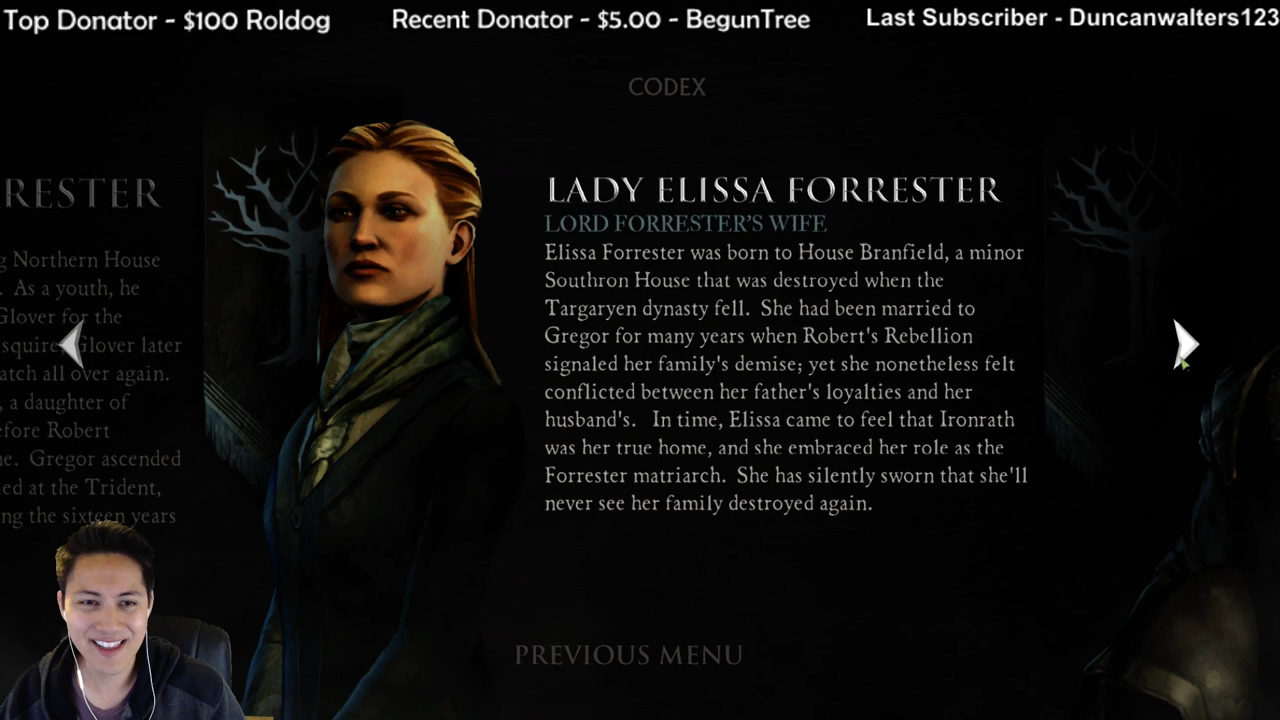 Top Donator - $100 Roldog
Recent Donator - $5.00 - BegunTree
Last Subscriber - Duncanwalters123
CODEX
RESTER
g Northern House
. As a youth, he
Glover for the
squire Glover later
atch all over again.
, a daughter of
efore Robert
ne. Gregor ascended
ed at the Trident,
ng the sixteen years
LADY ELISSA FORRESTER
LORD FORRESTER'S WIFE
Elissa Forrester was born to House Branfield, a minor
Southron House that was destroyed when the
Targaryen dynasty fell.  She had been married to
Gregor for many years when Robert's Rebellion
signaled her family's demise; yet she nonetheless felt
conflicted between her father's loyalties and her
husband's.   In time, Elissa came to feel that Ironrath
was her true home, and she embraced her role as the
Forrester matriarch.  She has silently sworn that she'll
never see her family destroyed again.
PREVIOUS MENU